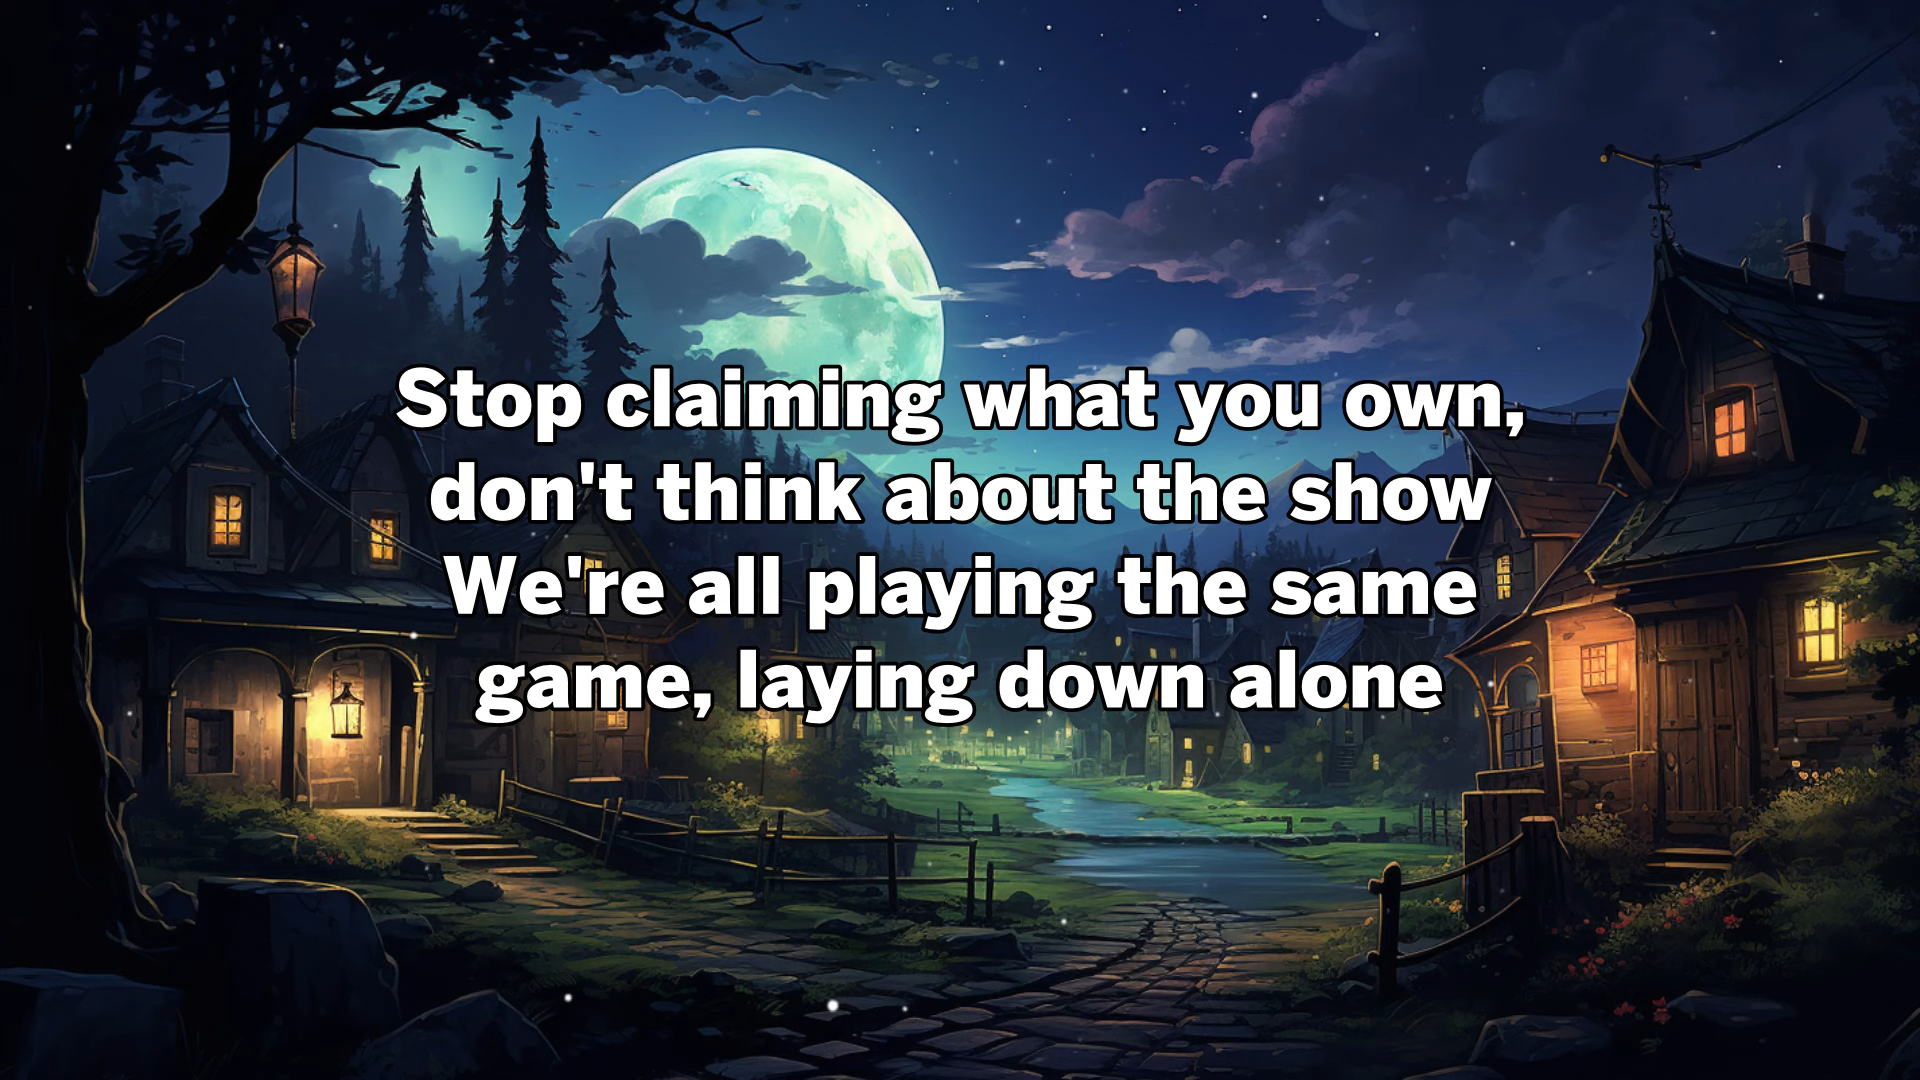 Stop claiming what you own,
don't think about the show
We're all playing the same
game, laying down alone